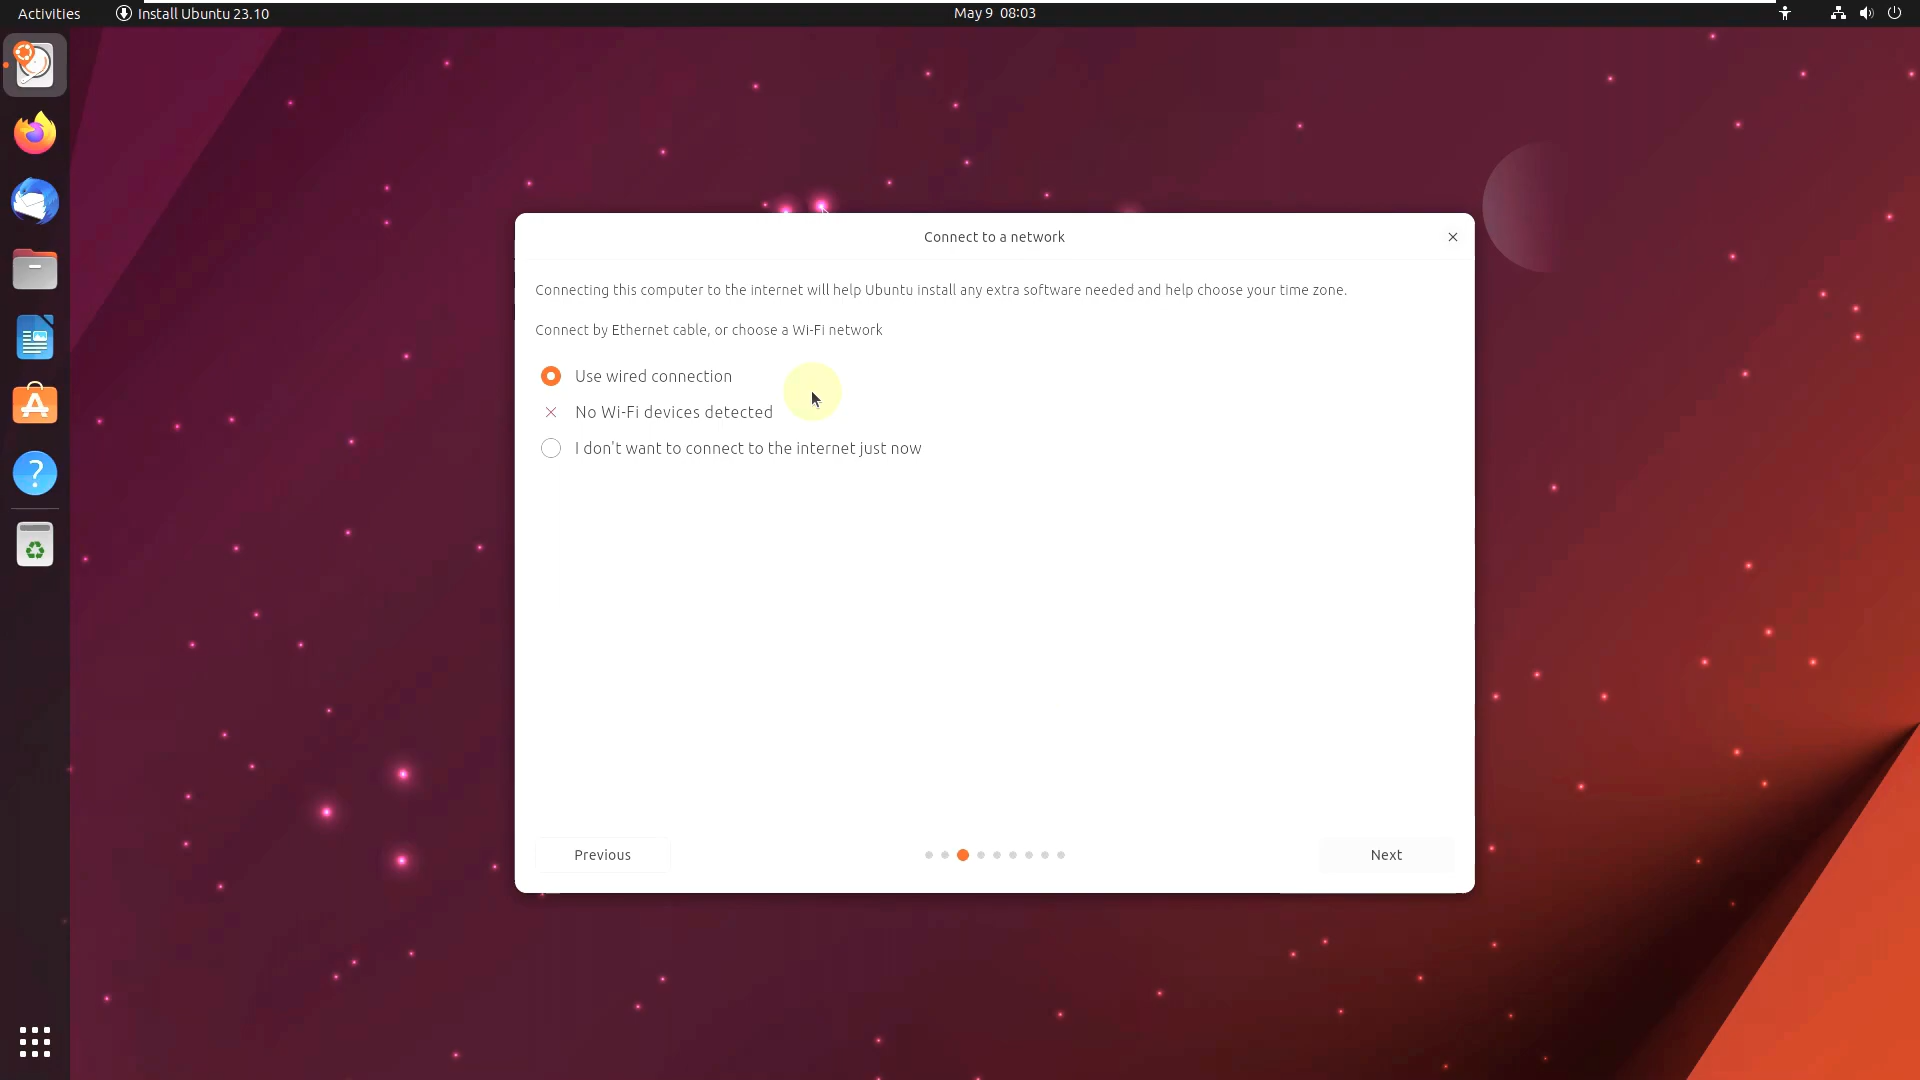 Activities
Install Ubuntu 23.10
May 9 08:03
Connect to a network
Connecting this computer to the internet will help Ubuntu install any extra software needed and help choose your time zone.
Connect by Ethernet cable, or choose a Wi-Fi network
Use wired connection
No Wi-Fi devices detected
I don't want to connect to the internet just now
Previous
Next